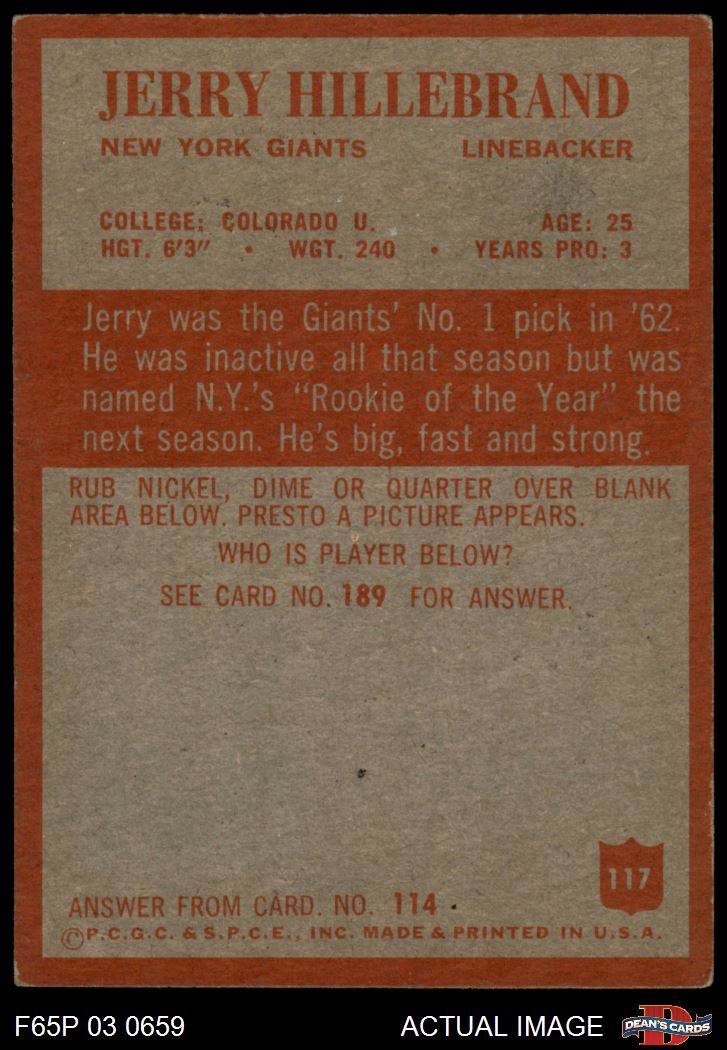 JERRY HILLEBRAND
NEW YORK GIANTS LINEBACKER
COLLEGE: COLORADO U. AGE: 25
HGT. 6'3" • WGT. 240 • YEARS PRO: 3
Jerry was the Giants' No. 1 pick in '62.
He was inactive all that season but was
named N.Y.'s "Rookie of the Year" the
next season. He's big, fast and strong.
RUB NICKEL, DIME OR QUARTER OVER BLANK
AREA BELOW. PRESTO A PICTURE APPEARS.
WHO IS PLAYER BELOW?
SEE CARD NO. 189 FOR ANSWER.
117
ANSWER FROM CARD. NO. 114
©P.C.G.C. & S.P.C.E., INC. MADE & PRINTED IN U.S.A.
F65P 03 0659 ACTUAL IMAGE D DEAN'S CARDS